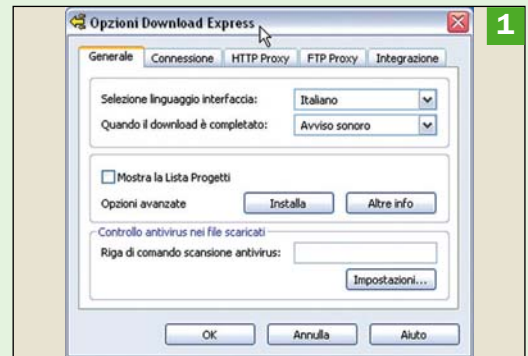 Opzioni Download Express
1
Generale Connessione HTTP Proxy FTP Proxy Integrazione
Selezione linguaggio interfaccia: Italiano
Quando il download è completato: Avviso sonoro
Mostra la Lista Progetti
Opzioni avanzate Installa Altre info
Controllo antivirus nei file scaricati
Riga di comando scansione antivirus:
Impostazioni...
OK Annulla Aiuto